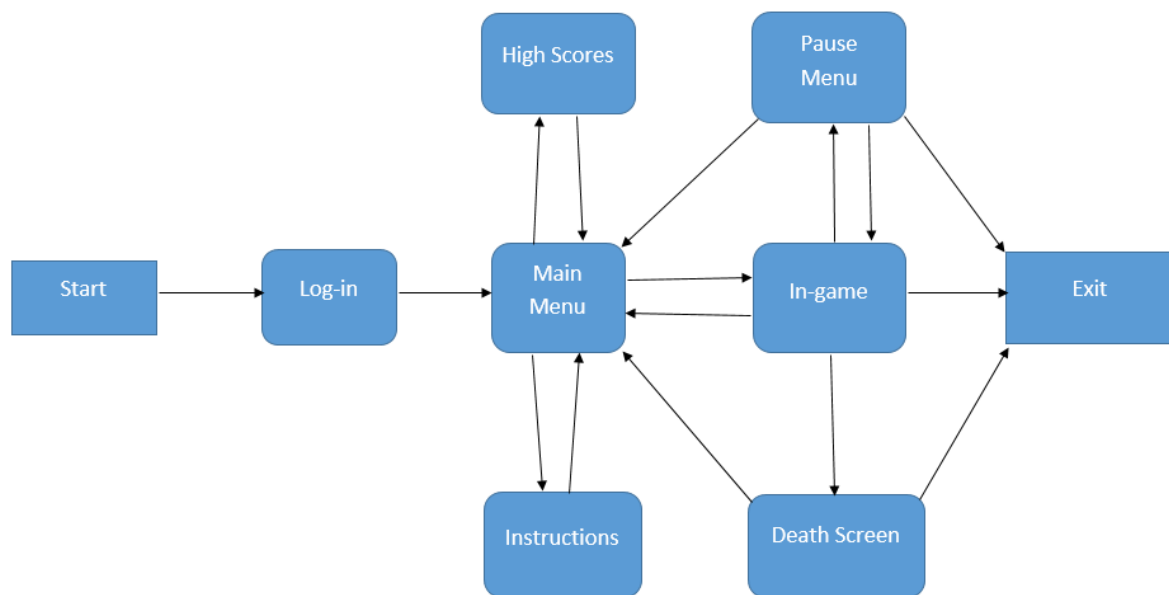 High Scores
Pause
Menu
Start
Log-in
Main
Menu
In-game
Exit
Instructions
Death Screen